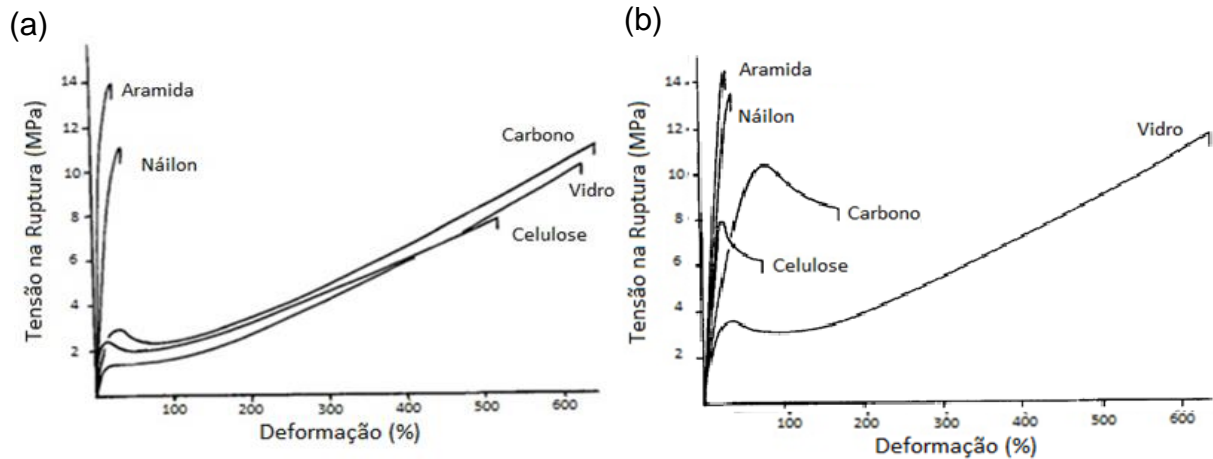 (a)
Tensão na Ruptura (MPa)
14
12
10
8
6
4
2
Aramida
Náilon
Carbono
Vidro
Celulose
100
200
300
400
500
600
Deformação (%)
(b)
Tensão na Ruptura (MPa)
14
12
10
8
6
4
2
Aramida
Náilon
Vidro
Carbono
Celulose
100
200
300
400
500
600
Deformação (%)